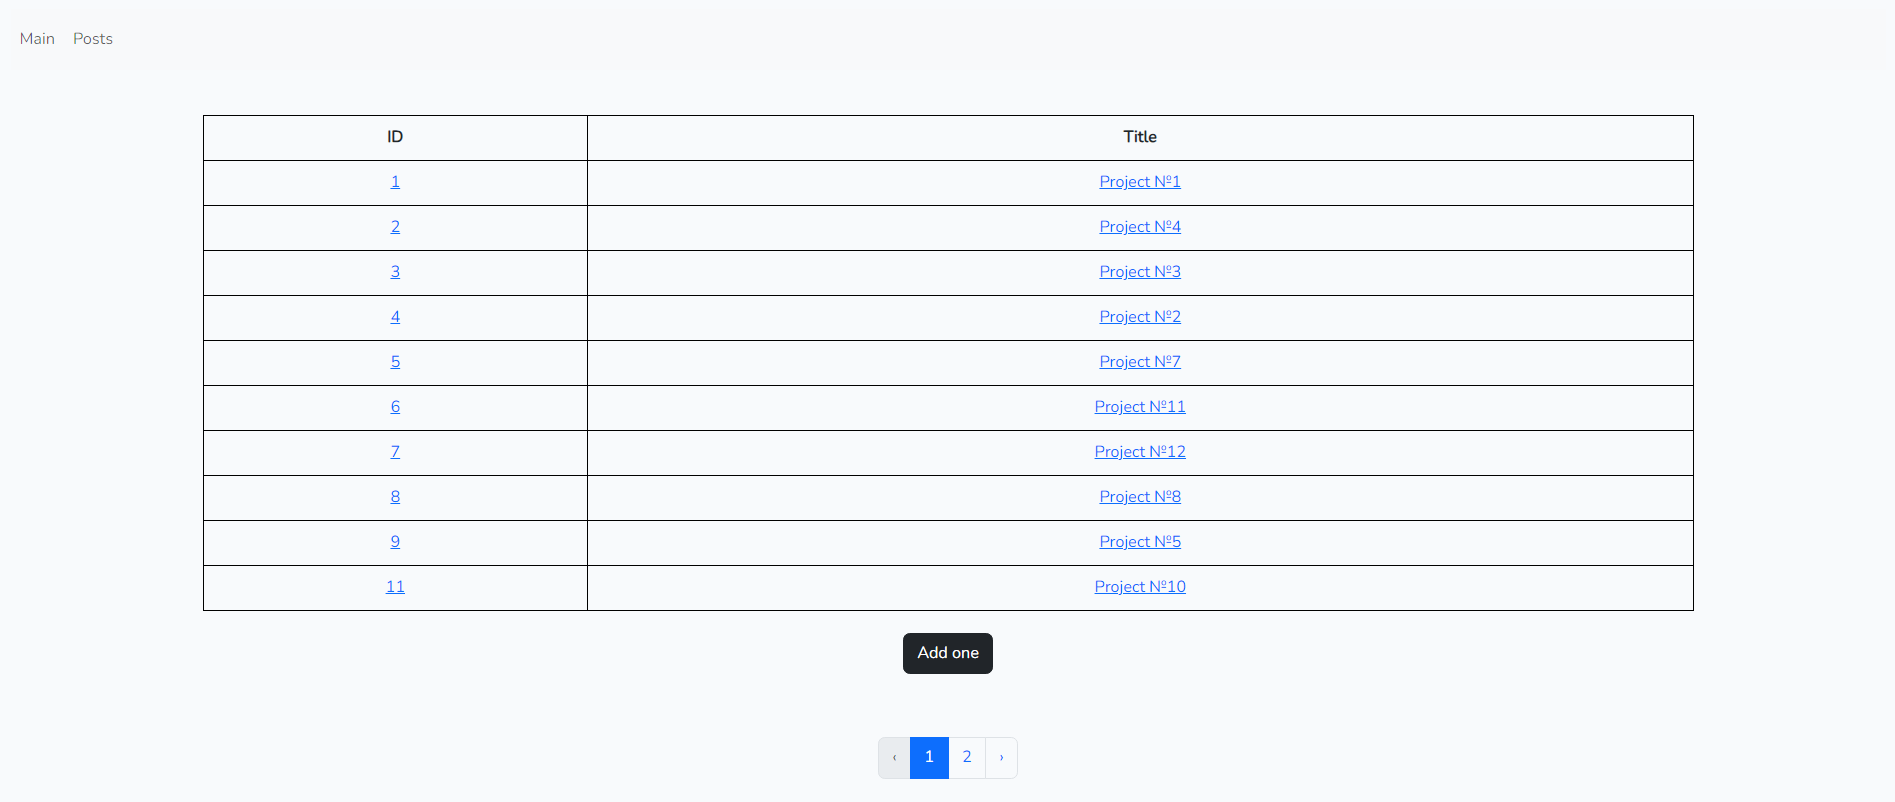 Main Posts
ID Title
1 Project Nº1
2 Project Nº4
3 Project Nº3
4 Project Nº2
5 Project Nº7
6 Project Nº11
7 Project Nº12
8 Project Nº8
9 Project Nº5
11 Project Nº10
Add one
‹ 1 2 ›